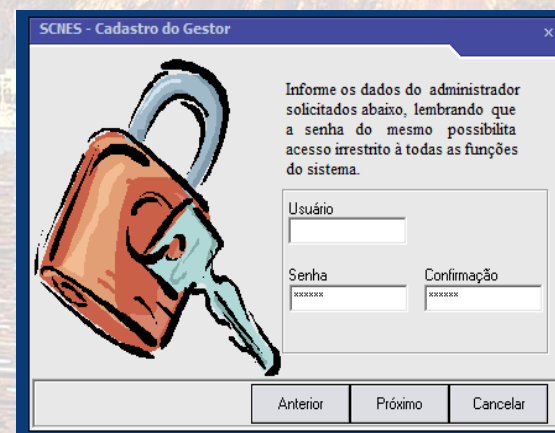 SCNES - Cadastro do Gestor
Informe os dados do administrador
solicitados abaixo, lembrando que
a senha do mesmo possibilita
acesso irrestrito à todas as funções
do sistema.
Usuário
Senha Confirmação
×××××× ××××××
Anterior Próximo Cancelar